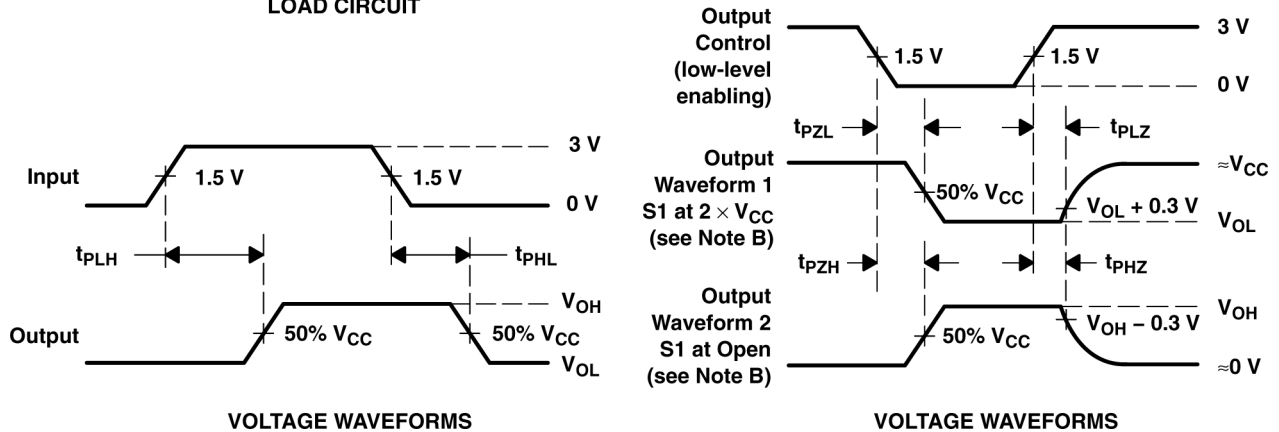 LOAD CIRCUIT
Input
1.5 V
1.5 V
3 V
0 V
tPLH
tPHL
Output
50% VCC
50% VCC
VOH
VOL
VOLTAGE WAVEFORMS
Output
Control
(low-level
enabling)
1.5 V
1.5 V
3 V
0 V
tPZL
tPLZ
Output
Waveform 1
S1 at 2 × VCC
(see Note B)
50% VCC
≈VCC
VOL + 0.3 V
VOL
tPZH
tPHZ
Output
Waveform 2
S1 at Open
(see Note B)
50% VCC
VOH
VOH − 0.3 V
≈0 V
VOLTAGE WAVEFORMS